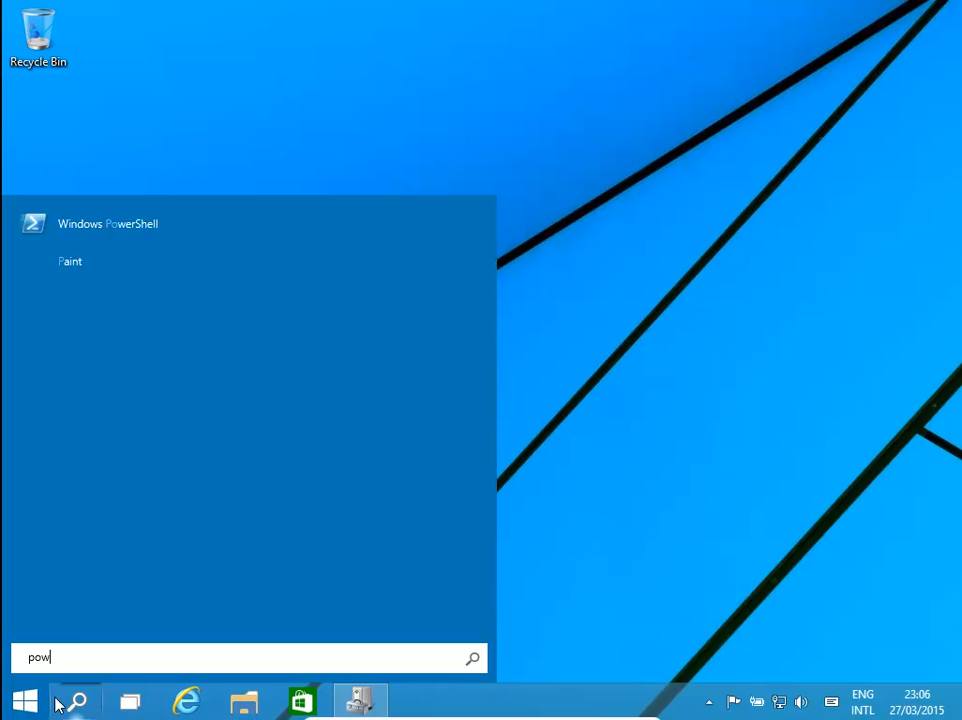 Recycle Bin
Windows PowerShell
Paint
pow
ENG
INTL
23:06
27/03/2015